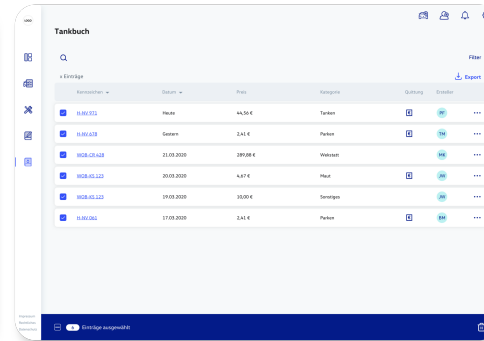 LOGO
Tankbuch
Filter
6 Einträge
Export
Kennzeichen Datum Preis Kategorie Quittung Ersteller
H-NV 971 Heute 44,56 € Tanken PF
H-NV 678 Gestern 2,41 € Parken TM
WOB-CR 428 21.03.2020 289,88 € Wekstatt MK
WOB-KS 123 20.03.2020 4,67 € Maut JW
WOB-KS 123 19.03.2020 10,00 € Sonstiges JW
H-NV 061 17.03.2020 2,41 € Parken BM
Impressum
Datenschutz
6 Einträge ausgewählt